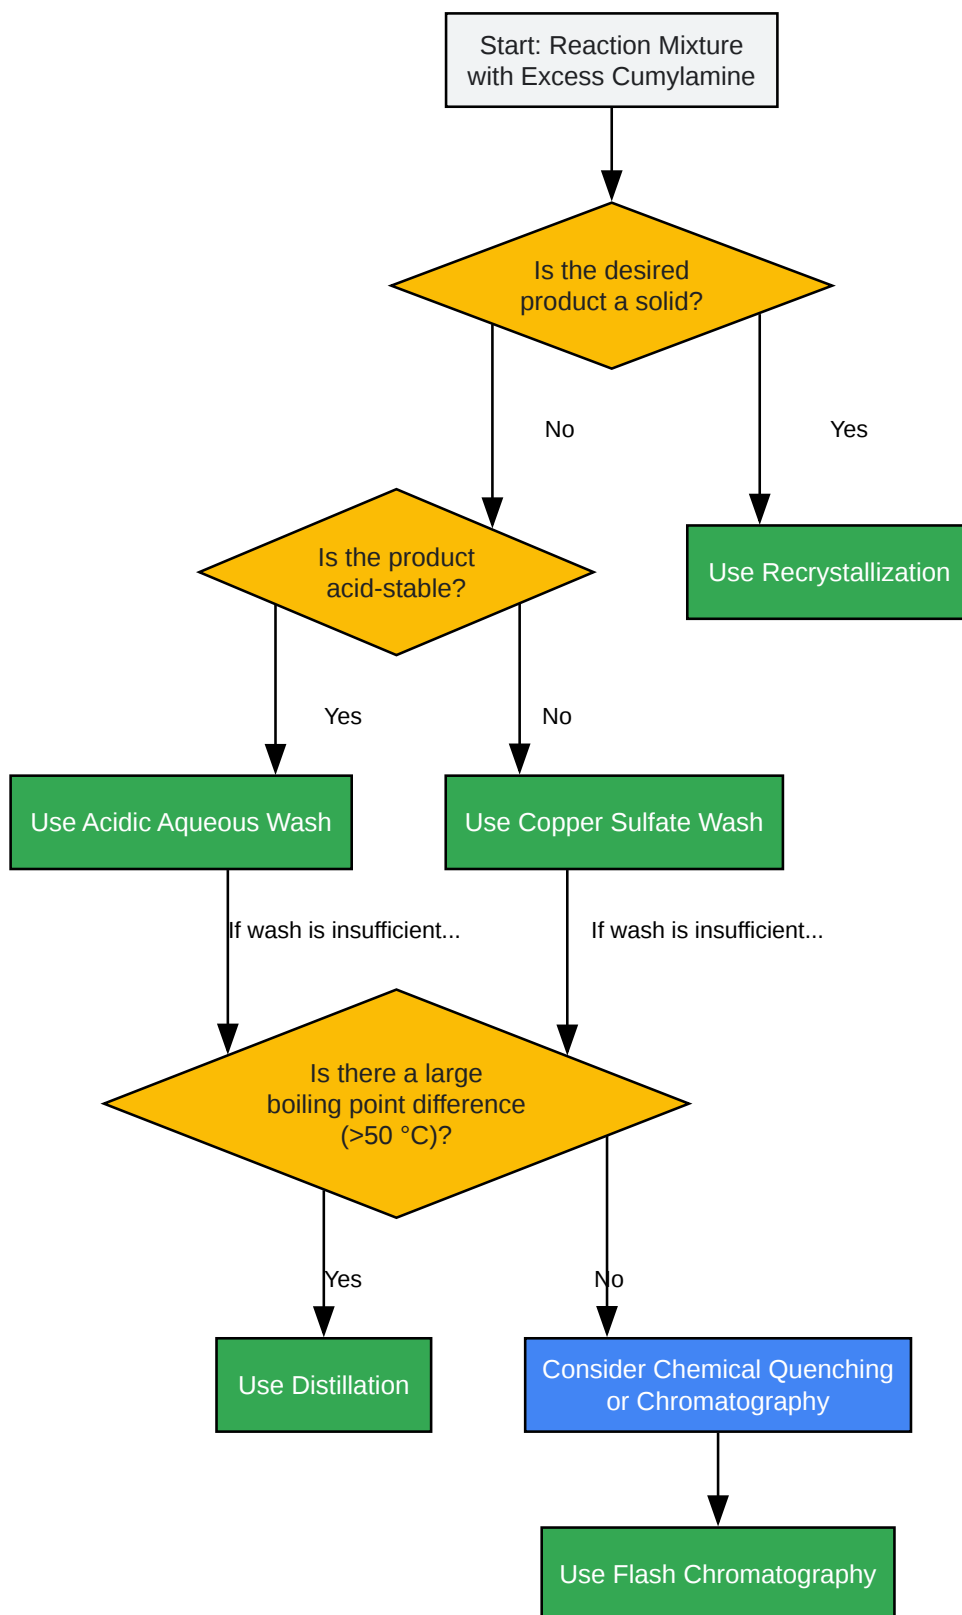 Start: Reaction Mixture
with Excess Cumylamine
Is the desired
product a solid?
No
Yes
Is the product
acid-stable?
Use Recrystallization
Yes
No
Use Acidic Aqueous Wash
Use Copper Sulfate Wash
If wash is insufficient...
If wash is insufficient...
Is there a large
boiling point difference
(>50 °C)?
Yes
No
Use Distillation
Consider Chemical Quenching
or Chromatography
Use Flash Chromatography